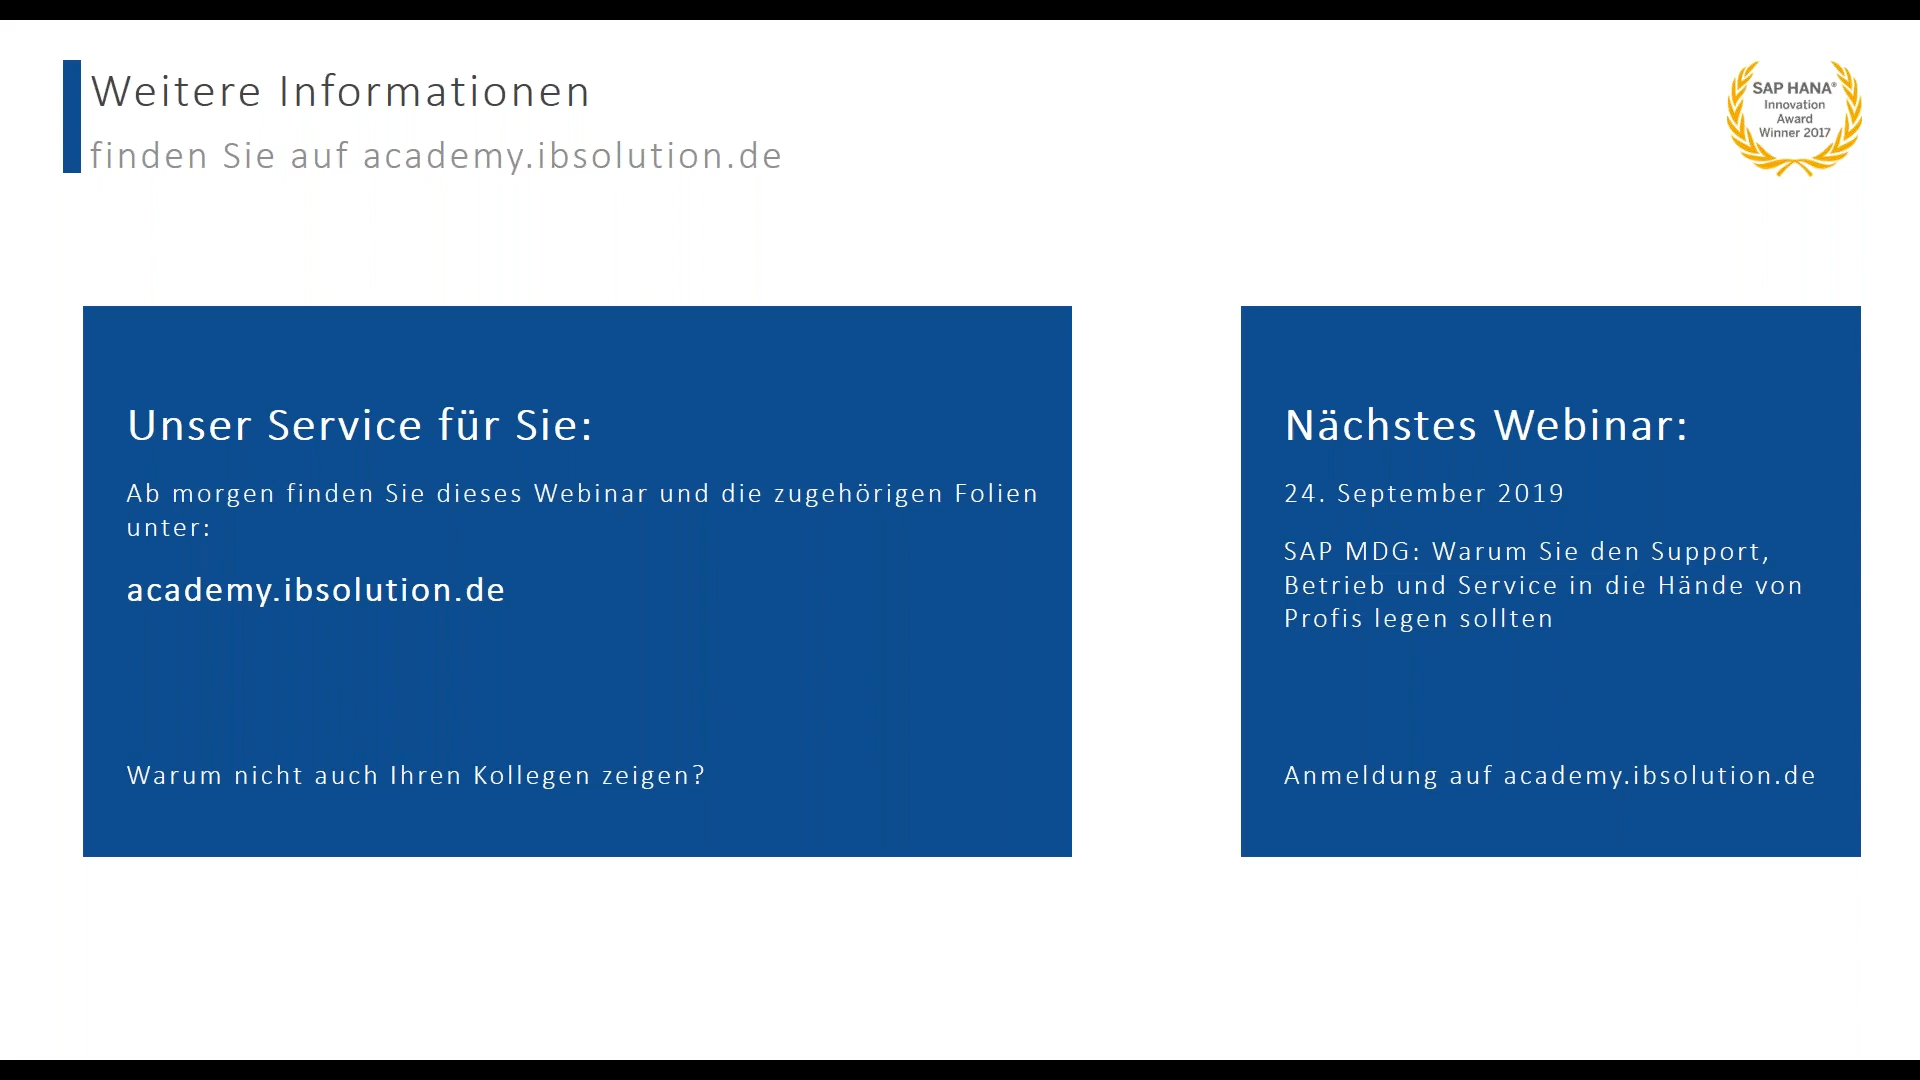 Weitere Informationen
finden Sie auf academy.ibsolution.de
SAP HANA®
Innovation
Award
Winner 2017
Unser Service für Sie:
Ab morgen finden Sie dieses Webinar und die zugehörigen Folien
unter:
academy.ibsolution.de
Warum nicht auch Ihren Kollegen zeigen?
Nächstes Webinar:
24. September 2019
SAP MDG: Warum Sie den Support,
Betrieb und Service in die Hände von
Profis legen sollten
Anmeldung auf academy.ibsolution.de